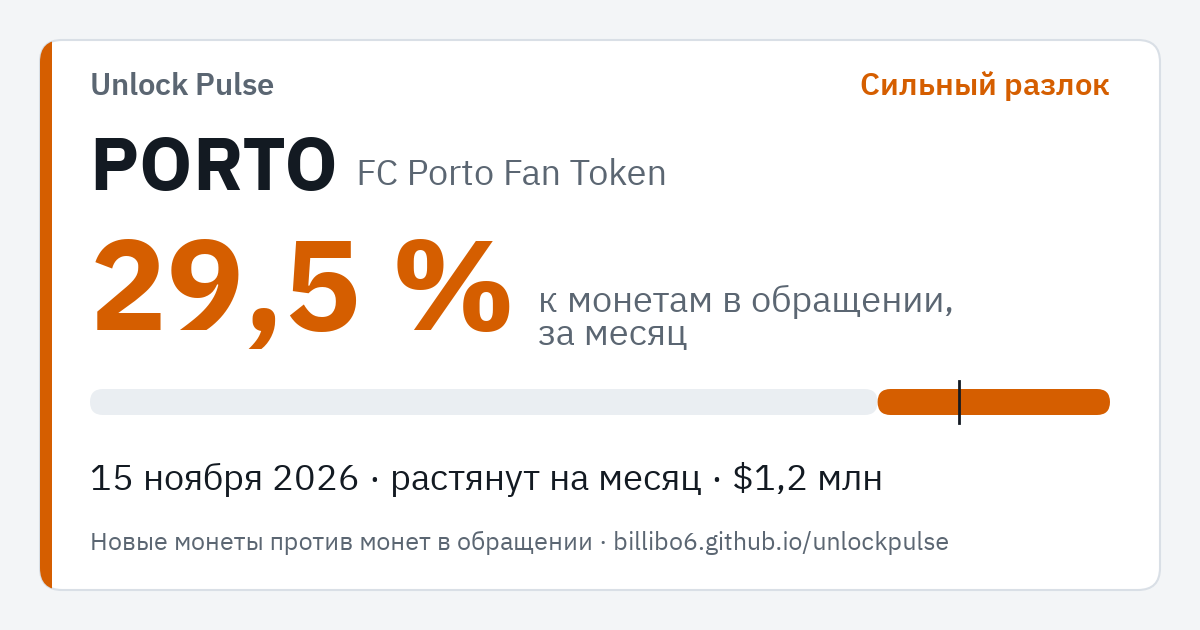 Unlock Pulse
Сильный разлок
PORTO FC Porto Fan Token
29,5 % к монетам в обращении,
за месяц
15 ноября 2026 · растянут на месяц · $1,2 млн
Новые монеты против монет в обращении · billibo6.github.io/unlockpulse